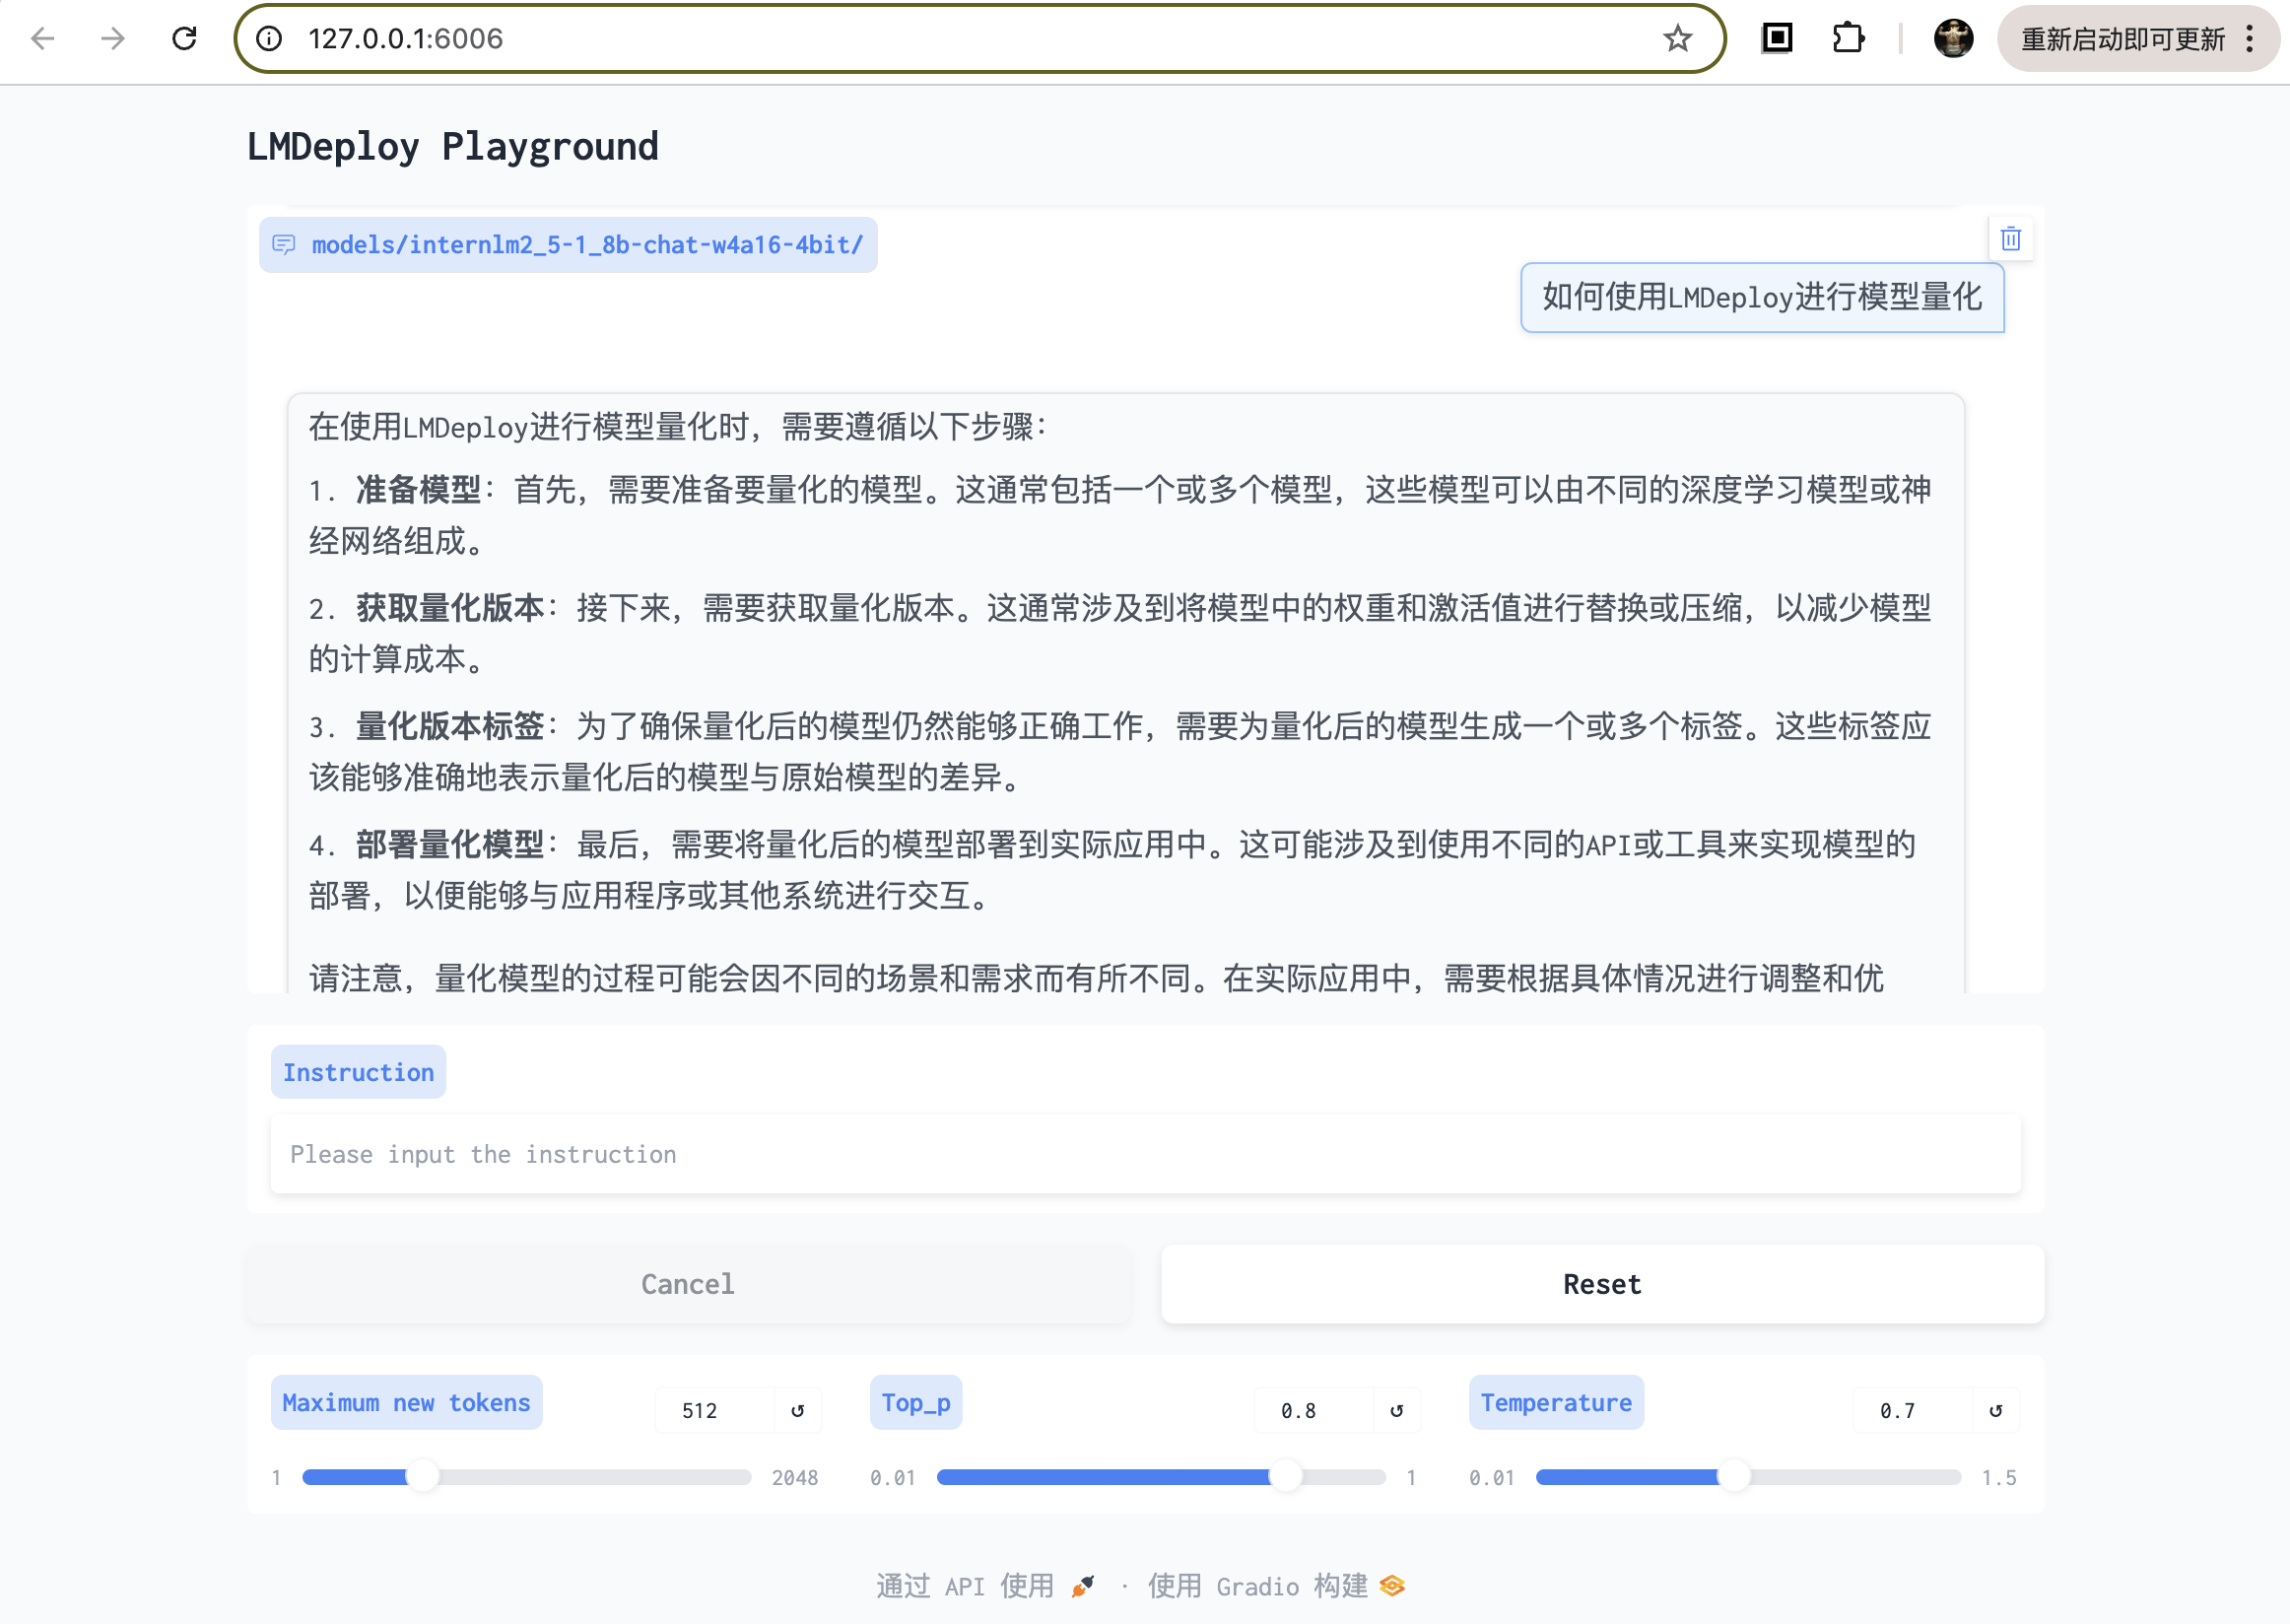 127.0.0.1:6006
重新启动即可更新
LMDeploy Playground
models/internlm2_5-1_8b-chat-w4a16-4bit/
如何使用LMDeploy进行模型量化
在使用LMDeploy进行模型量化时，需要遵循以下步骤：
1. 准备模型：首先，需要准备要量化的模型。这通常包括一个或多个模型，这些模型可以由不同的深度学习模型或神
经网络组成。
2. 获取量化版本：接下来，需要获取量化版本。这通常涉及到将模型中的权重和激活值进行替换或压缩，以减少模型
的计算成本。
3. 量化版本标签：为了确保量化后的模型仍然能够正确工作，需要为量化后的模型生成一个或多个标签。这些标签应
该能够准确地表示量化后的模型与原始模型的差异。
4. 部署量化模型：最后，需要将量化后的模型部署到实际应用中。这可能涉及到使用不同的API或工具来实现模型的
部署，以便能够与应用程序或其他系统进行交互。
请注意，量化模型的过程可能会因不同的场景和需求而有所不同。在实际应用中，需要根据具体情况进行调整和优
Instruction
Please input the instruction
Cancel
Reset
Maximum new tokens
512
↺
1
2048
Top_p
0.8
↺
0.01
1
Temperature
0.7
↺
0.01
1.5
通过 API 使用 · 使用 Gradio 构建